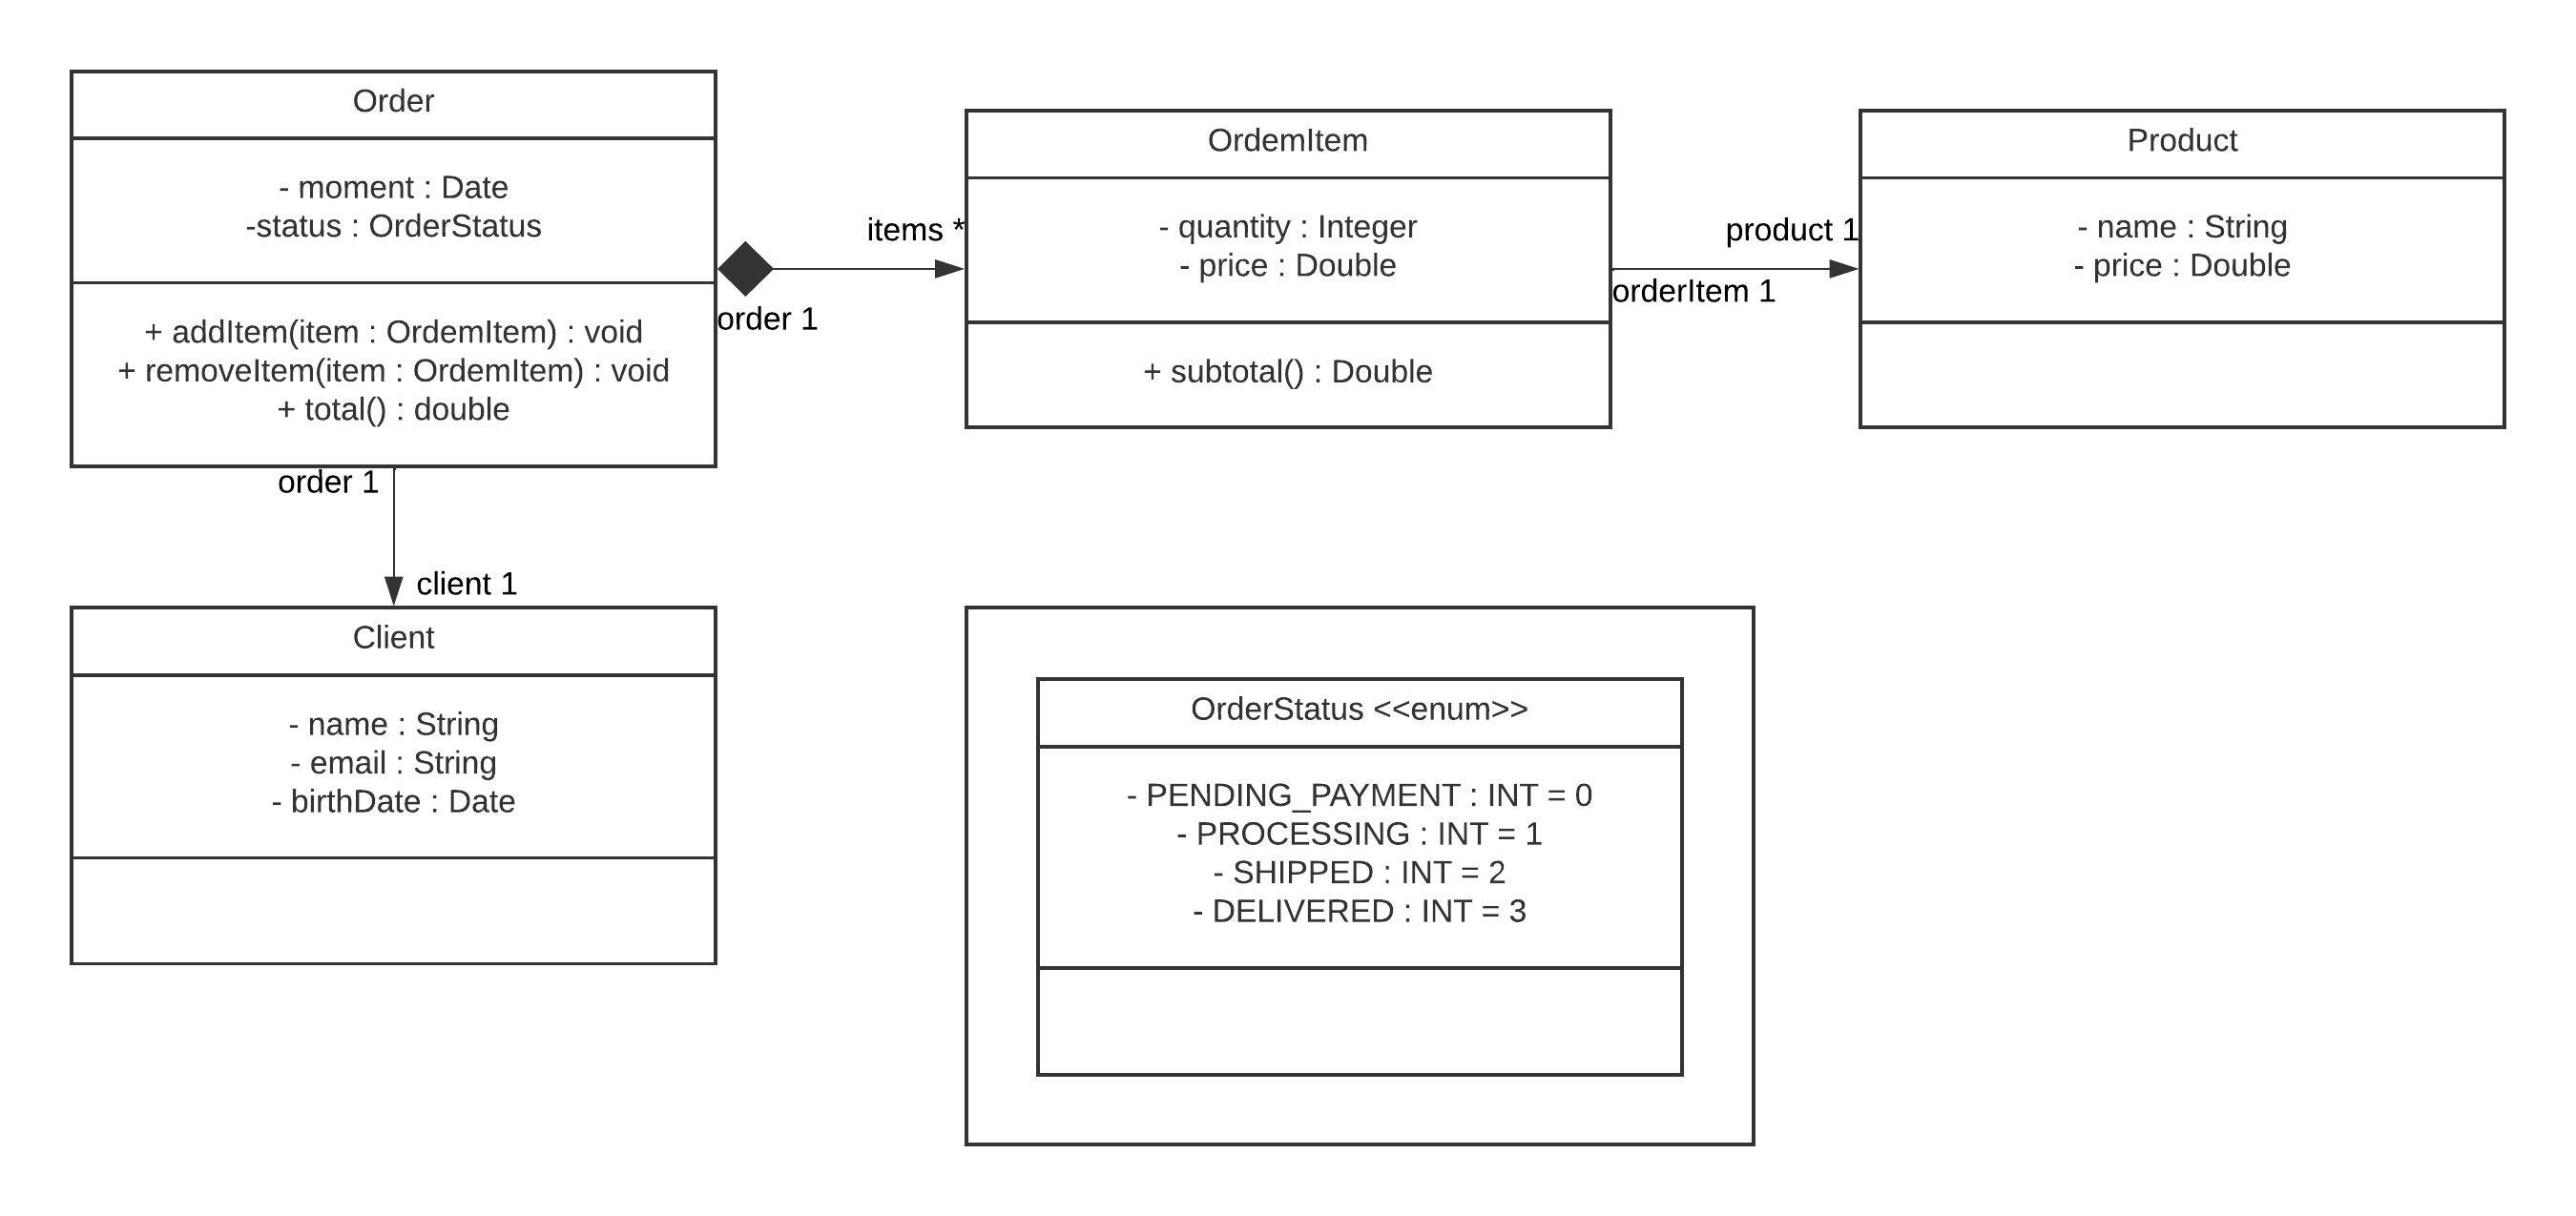 Order
- moment : Date
-status : OrderStatus
+ addItem(item : OrdemItem) : void
+ removeItem(item : OrdemItem) : void
+ total() : double
items *
order 1
OrdemItem
- quantity : Integer
- price : Double
+ subtotal() : Double
product 1
orderItem 1
Product
- name : String
- price : Double
order 1
client 1
Client
- name : String
- email : String
- birthDate : Date
OrderStatus <<enum>>
- PENDING_PAYMENT : INT = 0
- PROCESSING : INT = 1
- SHIPPED : INT = 2
- DELIVERED : INT = 3